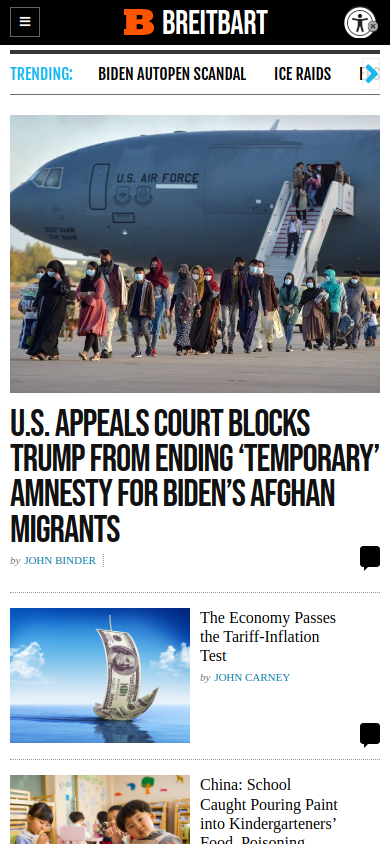 BREITBART
TRENDING:
BIDEN AUTOPEN SCANDAL
ICE RAIDS
U.S. AIR FORCE
U.S. APPEALS COURT BLOCKS
TRUMP FROM ENDING ‘TEMPORARY’
AMNESTY FOR BIDEN’S AFGHAN
MIGRANTS
by JOHN BINDER
The Economy Passes
the Tariff-Inflation
Test
by JOHN CARNEY
China: School
Caught Pouring Paint
into Kindergarteners’
Food, Poisoning